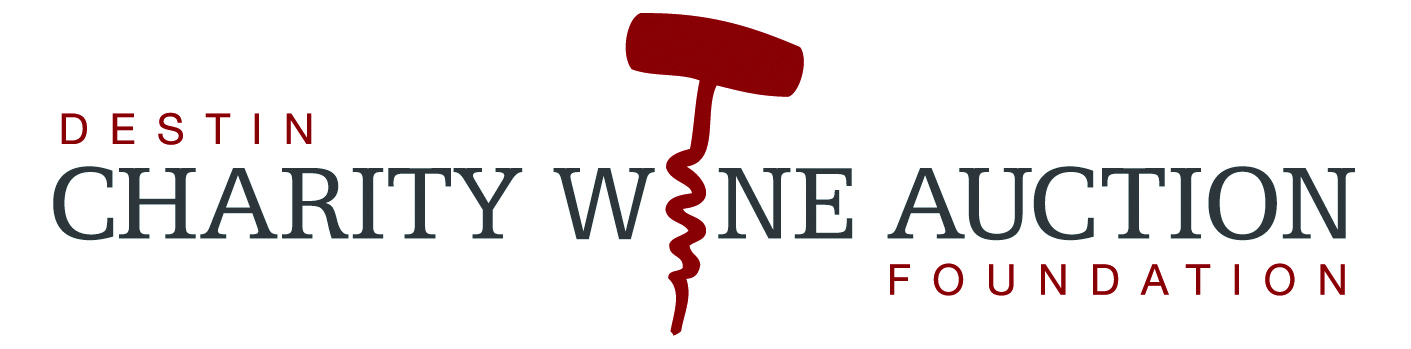 DESTIN
CHARITY WINE AUCTION
FOUNDATION